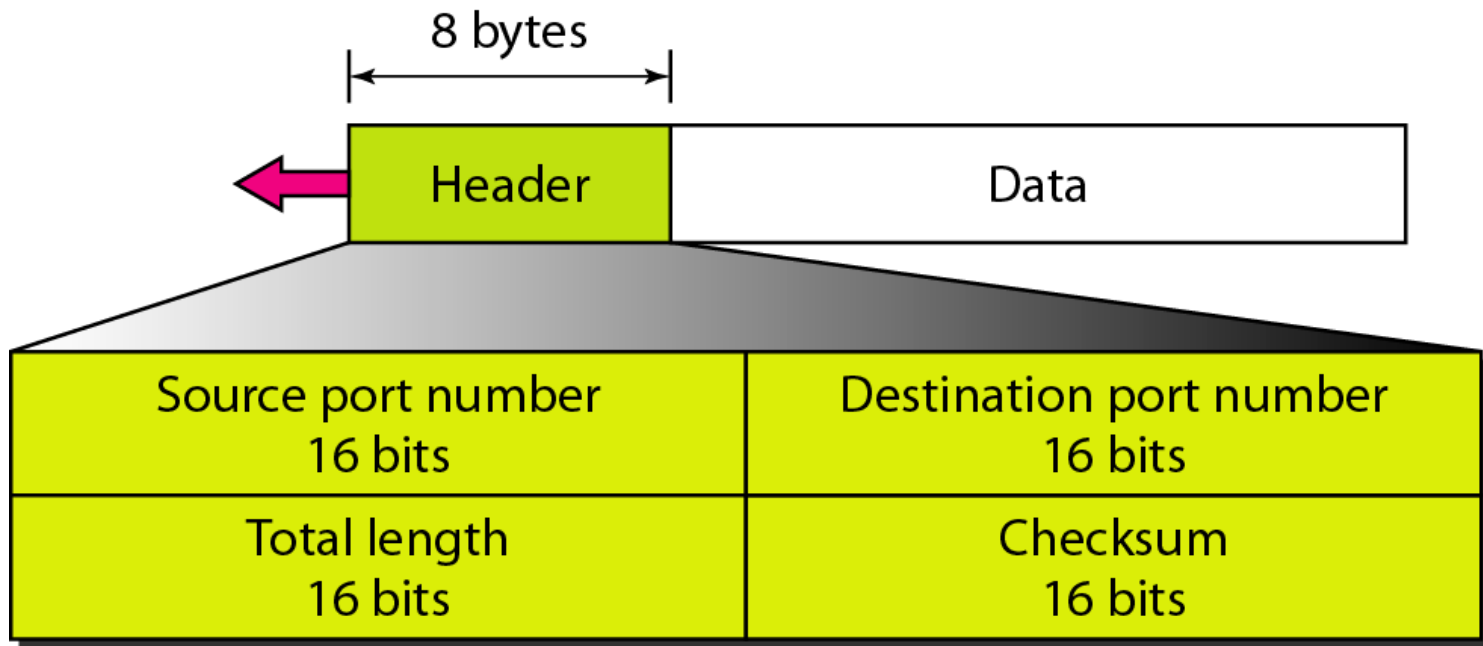 8 bytes
Header
Data
Source port number
16 bits
Destination port number
16 bits
Total length
16 bits
Checksum
16 bits